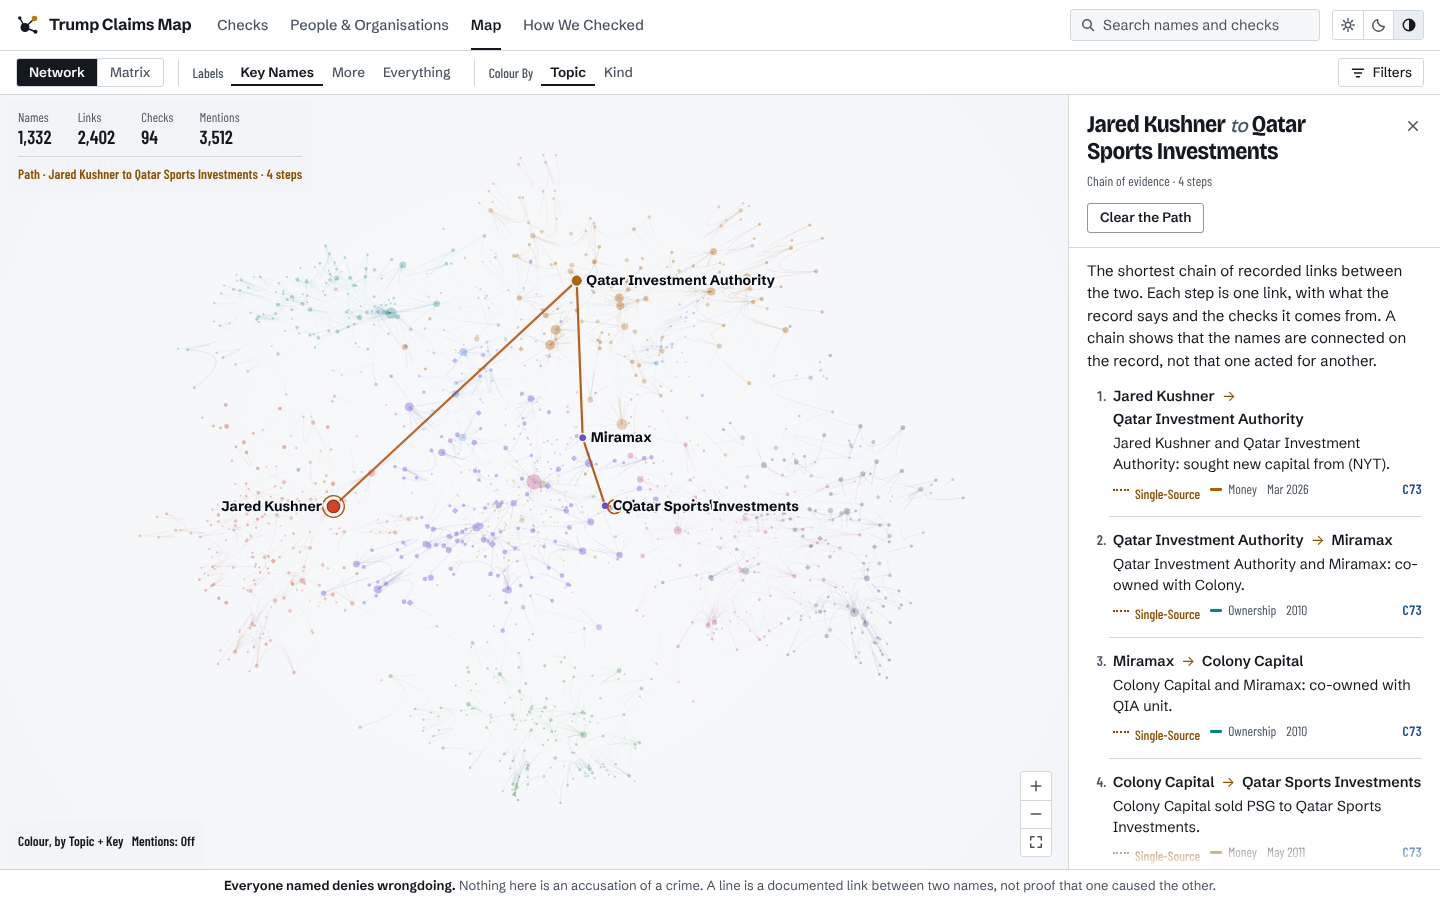 Trump Claims Map
Checks
People & Organisations
Map
How We Checked
Search names and checks
Network
Matrix
Labels
Key Names
More
Everything
Colour By
Topic
Kind
Filters
Names
Links
Checks
Mentions
1,332
2,402
94
3,512
Path · Jared Kushner to Qatar Sports Investments · 4 steps
Qatar Investment Authority
Miramax
Jared Kushner
Qatar Sports Investments
Colour, by Topic + Key
Mentions: Off
Jared Kushner to Qatar
Sports Investments
Chain of evidence · 4 steps
Clear the Path
The shortest chain of recorded links between
the two. Each step is one link, with what the
record says and the checks it comes from. A
chain shows that the names are connected on
the record, not that one acted for another.
1. Jared Kushner →
Qatar Investment Authority
Jared Kushner and Qatar Investment
Authority: sought new capital from (NYT).
Single-Source Money Mar 2026 C73
2. Qatar Investment Authority → Miramax
Qatar Investment Authority and Miramax: co-
owned with Colony.
Single-Source Ownership 2010 C73
3. Miramax → Colony Capital
Colony Capital and Miramax: co-owned with
QIA unit.
Single-Source Ownership 2010 C73
4. Colony Capital → Qatar Sports Investments
Colony Capital sold PSG to Qatar Sports
Investments.
Single-Source Money May 2011 C73
Everyone named denies wrongdoing. Nothing here is an accusation of a crime. A line is a documented link between two names, not proof that one caused the other.